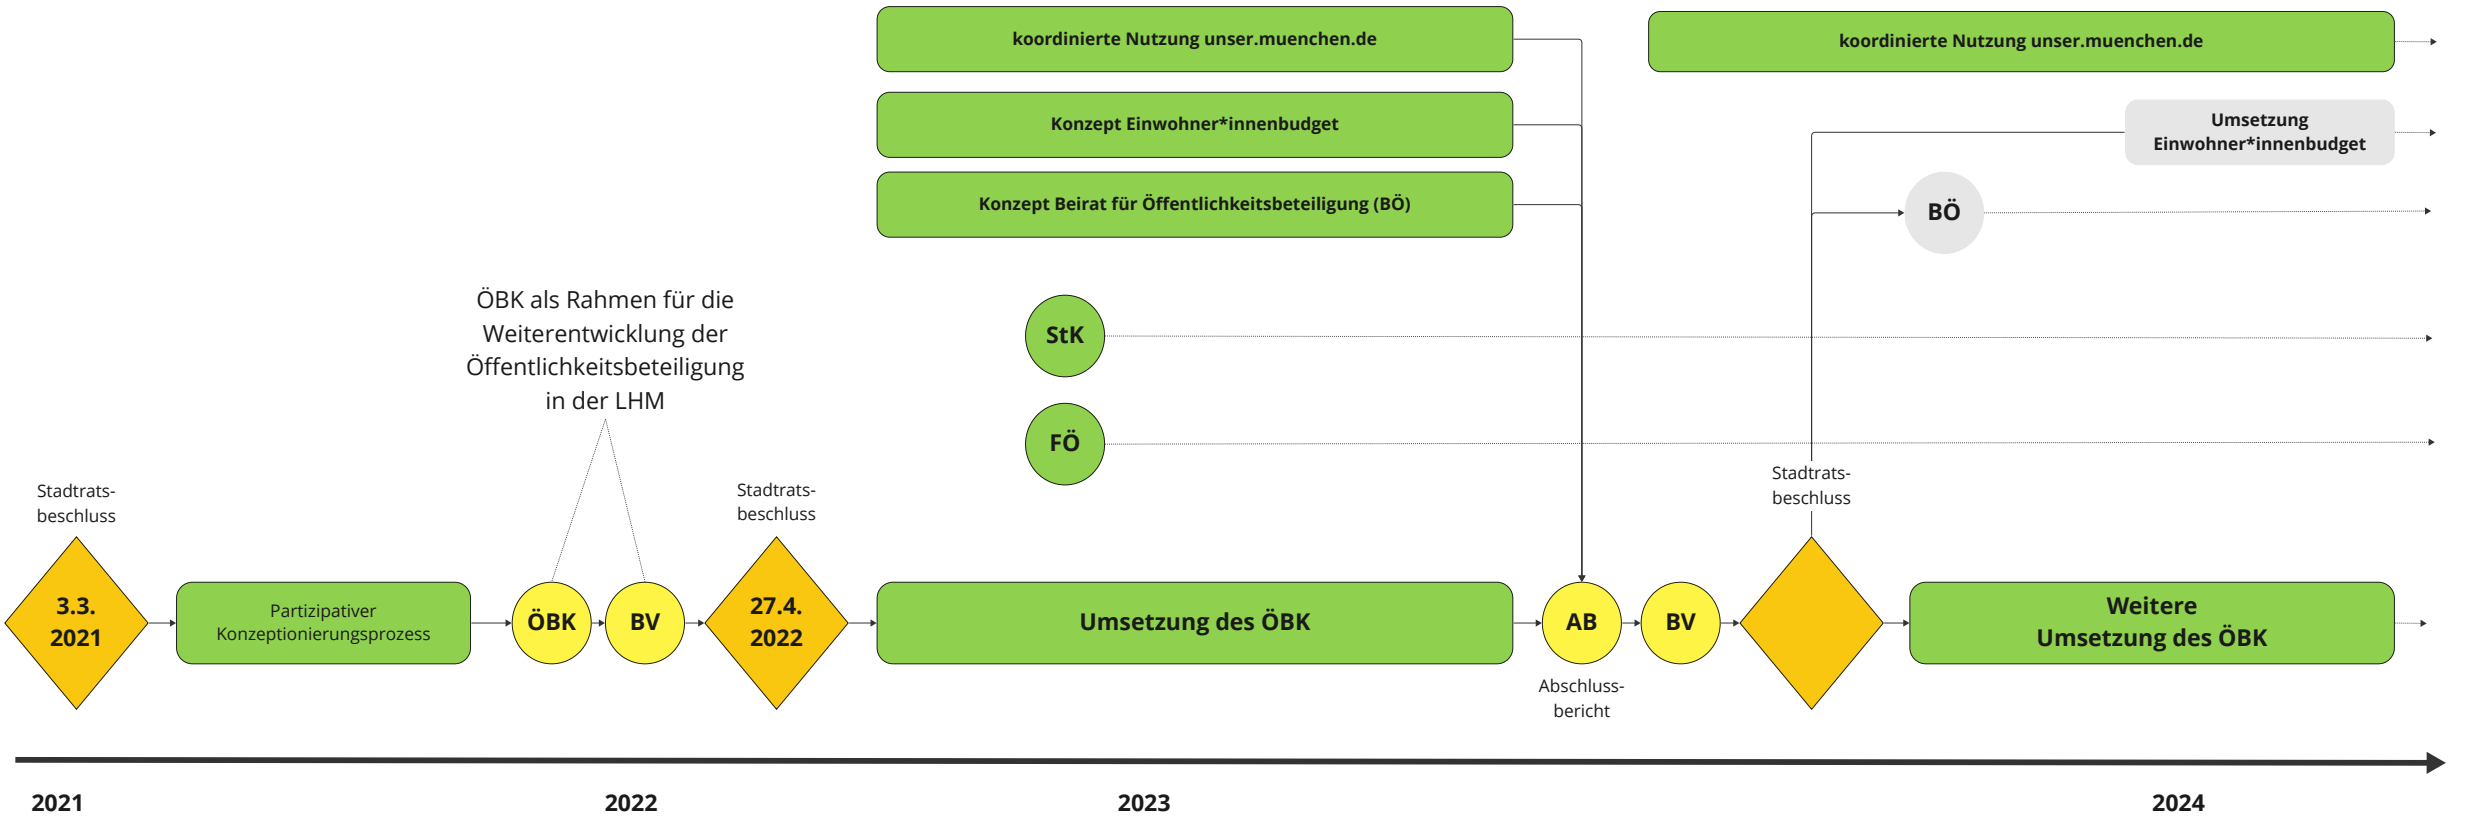 koordinierte Nutzung unser.muenchen.de
koordinierte Nutzung unser.muenchen.de
Konzept Einwohner*innenbudget
Umsetzung
Einwohner*innenbudget
Konzept Beirat für Öffentlichkeitsbeteiligung (BÖ)
BÖ
ÖBK als Rahmen für die
Weiterentwicklung der
Öffentlichkeitsbeteiligung
in der LHM
StK
FÖ
Stadtrats-
beschluss
Stadtrats-
beschluss
Stadtrats-
beschluss
3.3.
2021
Partizipativer
Konzeptionierungsprozess
ÖBK
BV
27.4.
2022
Umsetzung des ÖBK
AB
BV
Weitere
Umsetzung des ÖBK
Abschluss-
bericht
2021
2022
2023
2024